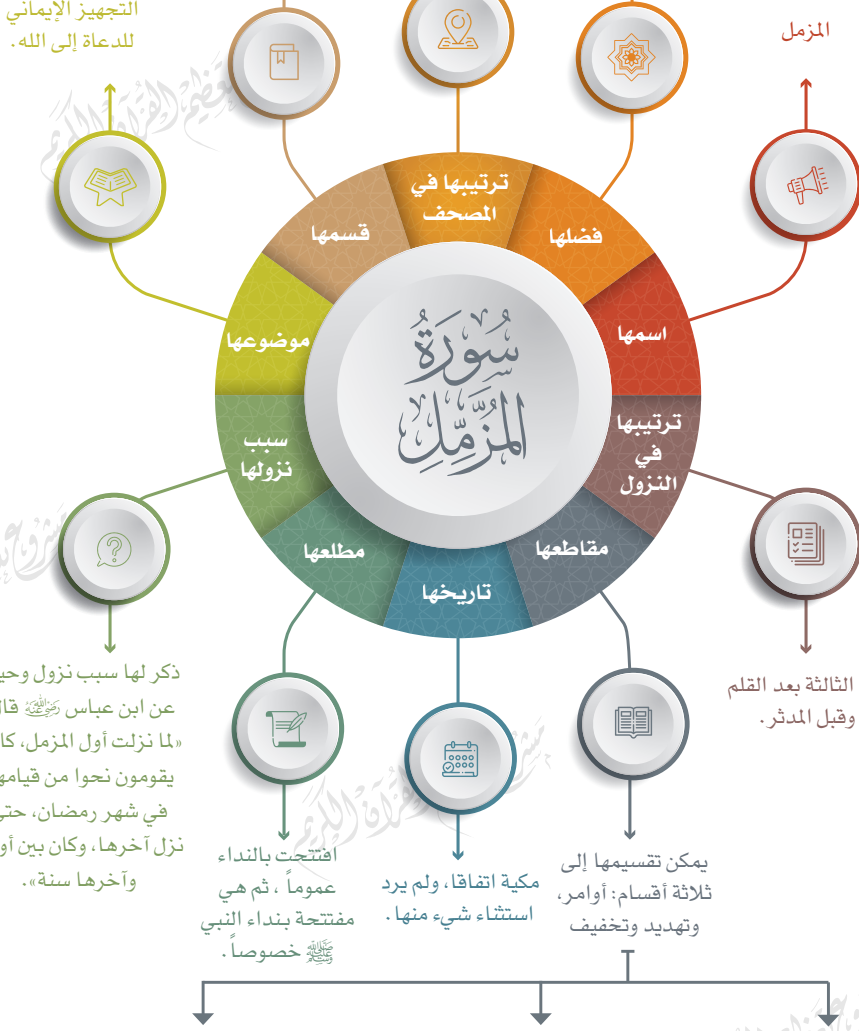 التجهيز الإيماني
للدعاة إلى الله.
المزمل
ترتيبها في
المصحف
فضلها
قسمها
اسمها
موضوعها
سُورَةُ
المُزَّمِّلِ
ترتيبها
في
النزول
سبب
نزولها
مقاطعها
مطلعها
تاريخها
الثالثة بعد القلم
وقبل المدثر.
ذكر لها سبب نزول
عن ابن عباس رضي الله عنه
«لما نزلت أول المزمل،
يقومون نحوا من
في شهر رمضان،
نزل آخرها، وكان بين
وآخرها سنة».
يمكن تقسيمها إلى
ثلاثة أقسام: أوامر،
وتهديد وتخفيف
مكية اتفاقا، ولم يرد
استثناء شيء منها.
افتتحت بالنداء
عموماً ، ثم هي
مفتتحة بنداء النبي
ﷺ خصوصاً.